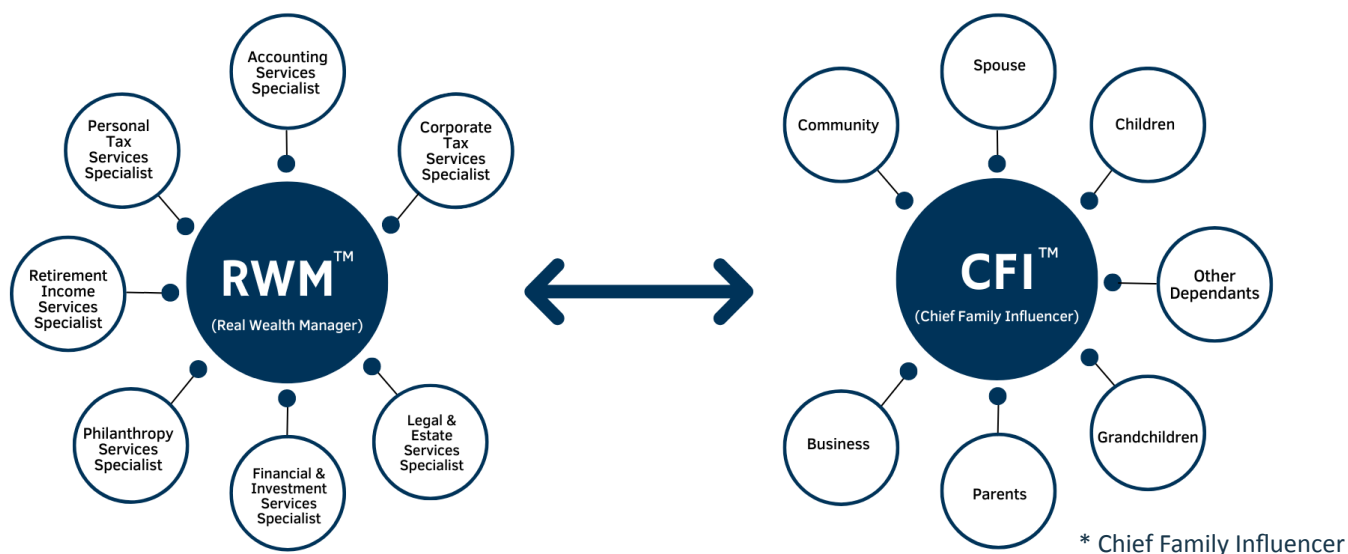 Accounting
Services
Specialist
Personal
Tax
Services
Specialist
Corporate
Tax
Services
Specialist
Retirement
Income
Services
Specialist
RWM™
(Real Wealth Manager)
Philanthropy
Services
Specialist
Financial &
Investment
Services
Specialist
Legal &
Estate
Services
Specialist
Spouse
Community
Children
CFI™
(Chief Family Influencer)
Other
Dependants
Business
Parents
Grandchildren
* Chief Family Influencer